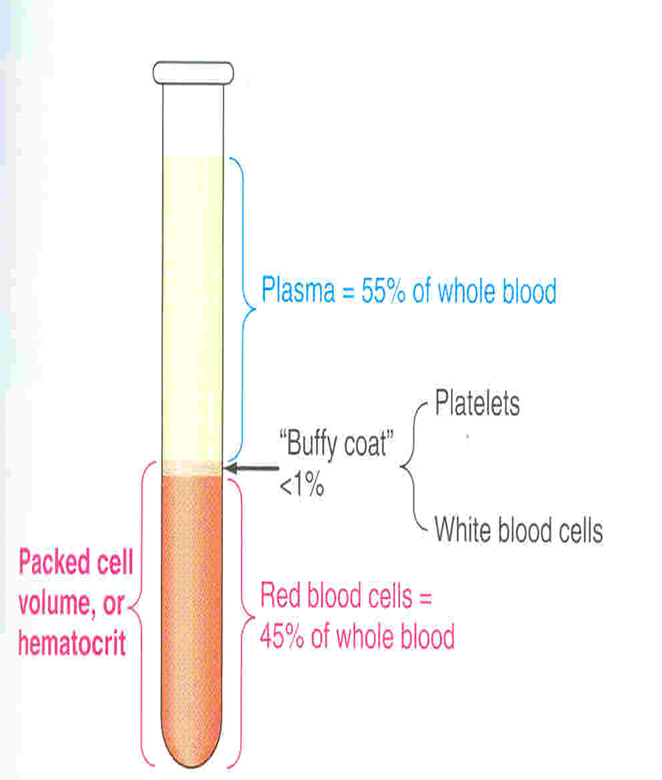 Plasma = 55% of whole blood
Platelets
“Buffy coat”
<1%
White blood cells
Packed cell
volume, or
hematocrit
Red blood cells =
45% of whole blood